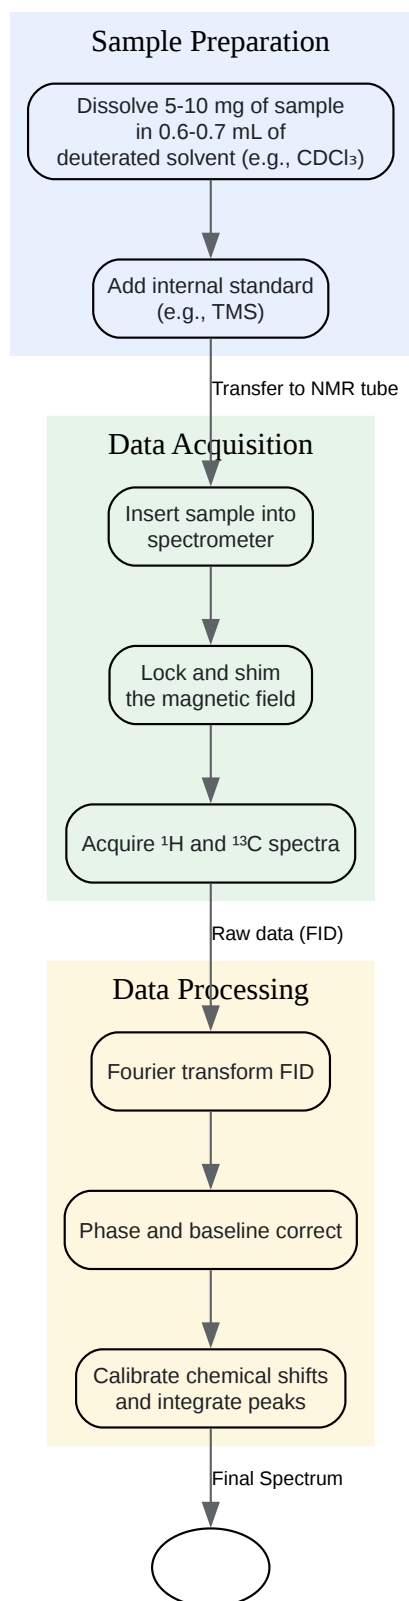 Sample Preparation
Dissolve 5-10 mg of sample
in 0.6-0.7 mL of
deuterated solvent (e.g., CDCl₃)
Add internal standard
(e.g., TMS)
Transfer to NMR tube
Data Acquisition
Insert sample into
spectrometer
Lock and shim
the magnetic field
Acquire ¹H and ¹³C spectra
Raw data (FID)
Data Processing
Fourier transform FID
Phase and baseline correct
Calibrate chemical shifts
and integrate peaks
Final Spectrum